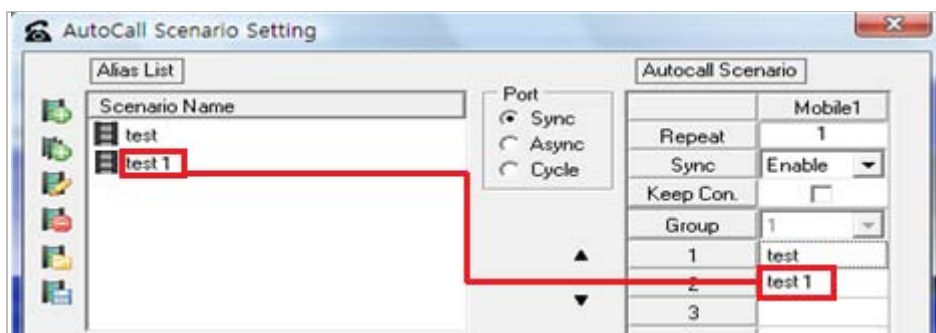 AutoCall Scenario Setting
Alias List
Scenario Name
test
test 1
Port
Sync
Async
Cycle
Autocall Scenario
Mobile1
Repeat 1
Sync Enable
Keep Con.
Group 1
1 test
2 test 1
3